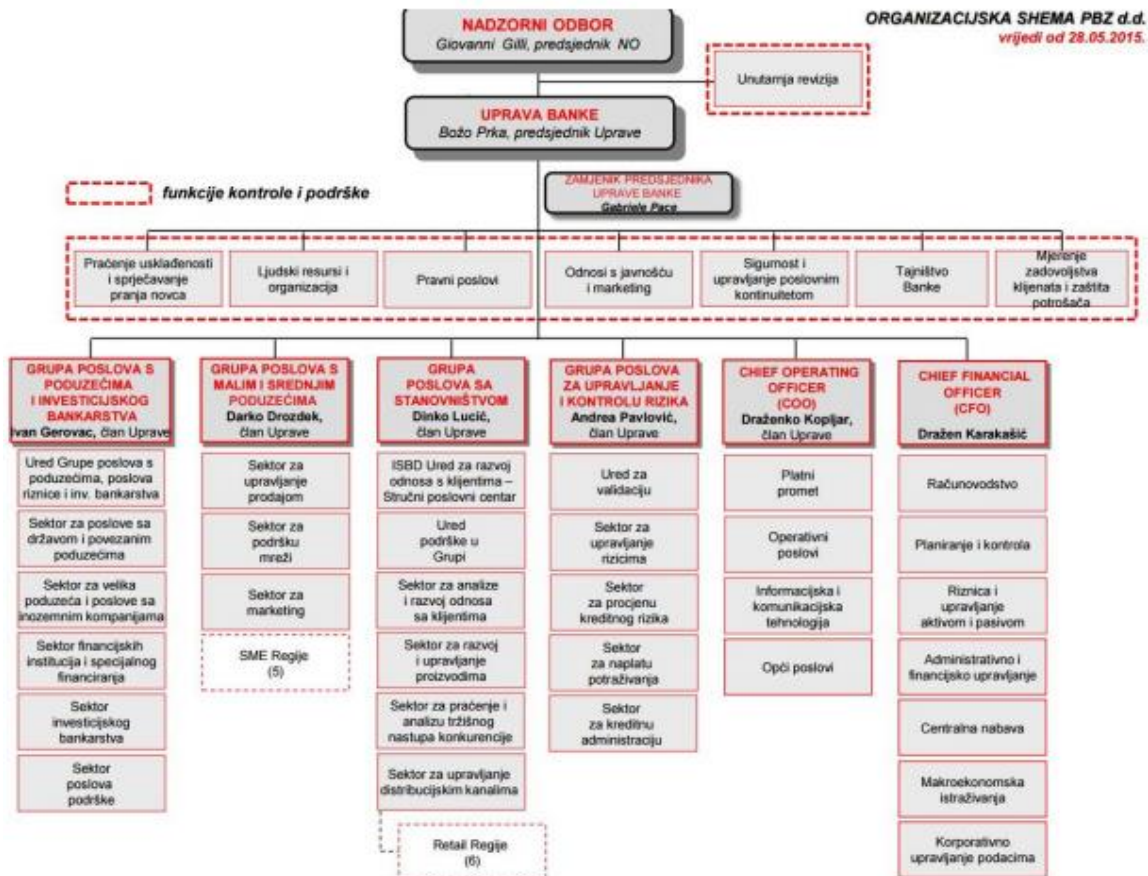 ORGANIZACIJSKA SHEMA PBZ d.d.
vrijedi od 28.05.2015.
NADZORNI ODBOR
Giovanni Gilli, predsjednik NO
Unutarnja revizija
UPRAVA BANKE
Božo Prka, predsjednik Uprave
funkcije kontrole i podrške
ZAMJENIK PREDSJEDNIKA
UPRAVE BANKE
Gabriele Pace
Praćenje usklađenosti
i sprječavanje
pranja novca
Ljudski resursi i
organizacija
Pravni poslovi
Odnosi s javnošću
i marketing
Sigurnost i
upravljanje poslovnim
kontinuitetom
Tajništvo
Banke
Mjerenje
zadovoljstva
klijenata i zaštita
potrošača
GRUPA POSLOVA S
PODUZEĆIMA
I INVESTICIJSKOG
BANKARSTVA
Ivan Gerovac, član Uprave
Ured Grupe poslova s
poduzećima, poslova
riznice i inv. bankarstva
Sektor za poslove sa
državom i povezanim
poduzećima
Sektor za velika
poduzeća i poslove sa
inozemnim kompanijama
Sektor financijskih
institucija i specijalnog
financiranja
Sektor
investicijskog
bankarstva
Sektor
poslova
podrške
GRUPA POSLOVA S
MALIM I SREDNJIM
PODUZEĆIMA
Darko Drozdek,
član Uprave
Sektor za
upravljanje
prodajom
Sektor za
podršku
mreži
Sektor za
marketing
SME Regije
(5)
GRUPA
POSLOVA SA
STANOVNIŠTVOM
Dinko Lucić,
član Uprave
ISBD Ured za razvoj
odnosa s klijentima –
Stručni poslovni centar
Ured
podrške u
Grupi
Sektor za analize
i razvoj odnosa
sa klijentima
Sektor za razvoj
i upravljanje
proizvodima
Sektor za praćenje i
analizu tržišnog
nastupa konkurencije
Sektor za upravljanje
distribucijskim kanalima
Retail Regije
(6)
GRUPA POSLOVA
ZA UPRAVLJANJE
I KONTROLU RIZIKA
Andrea Pavlović,
član Uprave
Ured za
validaciju
Sektor za
upravljanje
rizicima
Sektor
za procjenu
kreditnog rizika
Sektor
za naplatu
potraživanja
Sektor
za kreditnu
administraciju
CHIEF OPERATING
OFFICER
(COO)
Draženko Kopljar,
član Uprave
Platni
promet
Operativni
poslovi
Informacijska i
komunikacijska
tehnologija
Opći poslovi
CHIEF FINANCIAL
OFFICER
(CFO)
Dražen Karakašić
Računovodstvo
Planiranje i kontrola
Riznica i
upravljanje
aktivom i pasivom
Administrativno i
financijsko upravljanje
Centralna nabava
Makroekonomska
istraživanja
Korporativno
upravljanje podacima